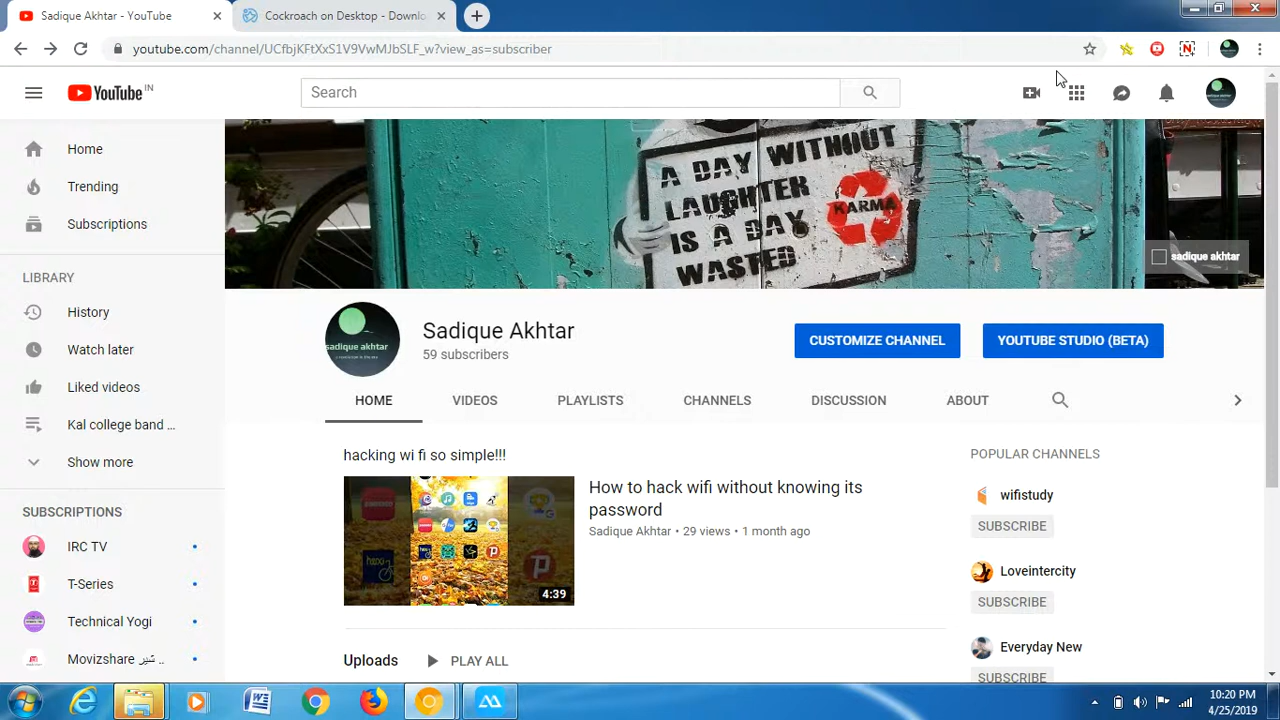 Sadique Akhtar - YouTube
Cockroach on Desktop - Downlo
youtube.com/channel/UCfbjKFtXxS1V9VwMJbSLF_w?view_as=subscriber
YouTube IN
Search
Home
Trending
Subscriptions
LIBRARY
History
Watch later
Liked videos
Kal college band ...
Show more
SUBSCRIPTIONS
IRC TV
T-Series
Technical Yogi
A DAY WITHOUT
LAUGHTER
IS A DAY
WASTED
KARMA
sadique akhtar
sadique akhtar
Sadique Akhtar
59 subscribers
CUSTOMIZE CHANNEL
YOUTUBE STUDIO (BETA)
HOME
VIDEOS
PLAYLISTS
CHANNELS
DISCUSSION
ABOUT
hacking wi fi so simple!!!
How to hack wifi without knowing its
password
Sadique Akhtar • 29 views • 1 month ago
4:39
Uploads
PLAY ALL
POPULAR CHANNELS
wifistudy
SUBSCRIBE
Loveintercity
SUBSCRIBE
Everyday New
SUBSCRIBE
10:20 PM
4/25/2019